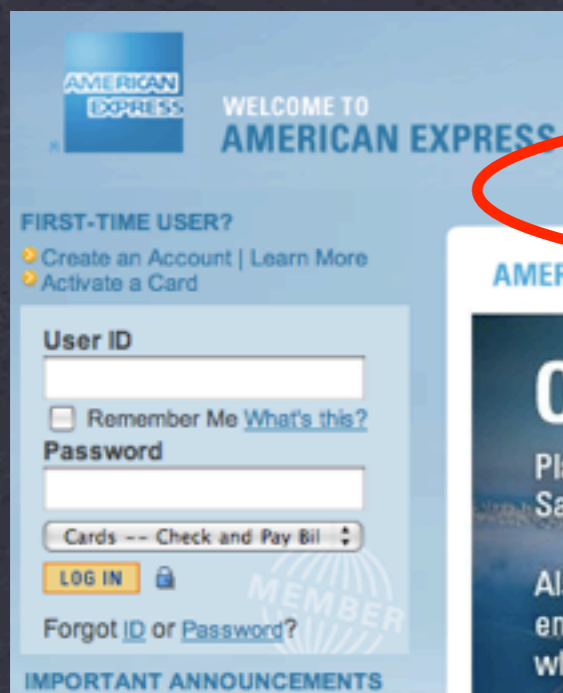 AMERICAN
EXPRESS
®
WELCOME TO
AMERICAN EXPRESS
FIRST-TIME USER?
Create an Account | Learn More
Activate a Card
User ID
Remember Me What's this?
Password
Cards -- Check and Pay Bil
LOG IN
MEMBER
Forgot ID or Password?
IMPORTANT ANNOUNCEMENTS